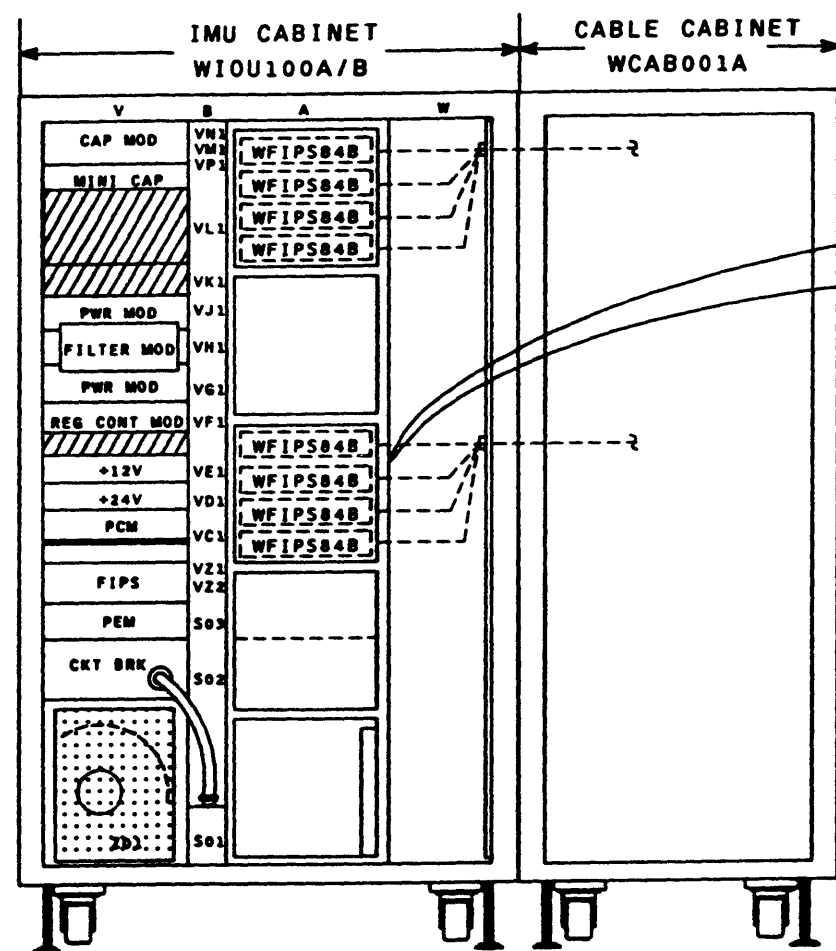 IMU CABINET
WIOU100A/B
CABLE CABINET
WCAB001A
V B A W
CAP MOD
MINI CAP
PWR MOD
FILTER MOD
PWR MOD
REG CONT MOD
+12V
+24V
PCM
FIPS
PEM
CKT BRK
VN1
VM1
VP1
VL1
VK1
VJ1
VH1
VG1
VF1
VE1
VD1
VC1
VZ1
VZ2
S03
S02
S01
WFIPS84B
WFIPS84B
WFIPS84B
WFIPS84B
WFIPS84B
WFIPS84B
WFIPS84B
WFIPS84B